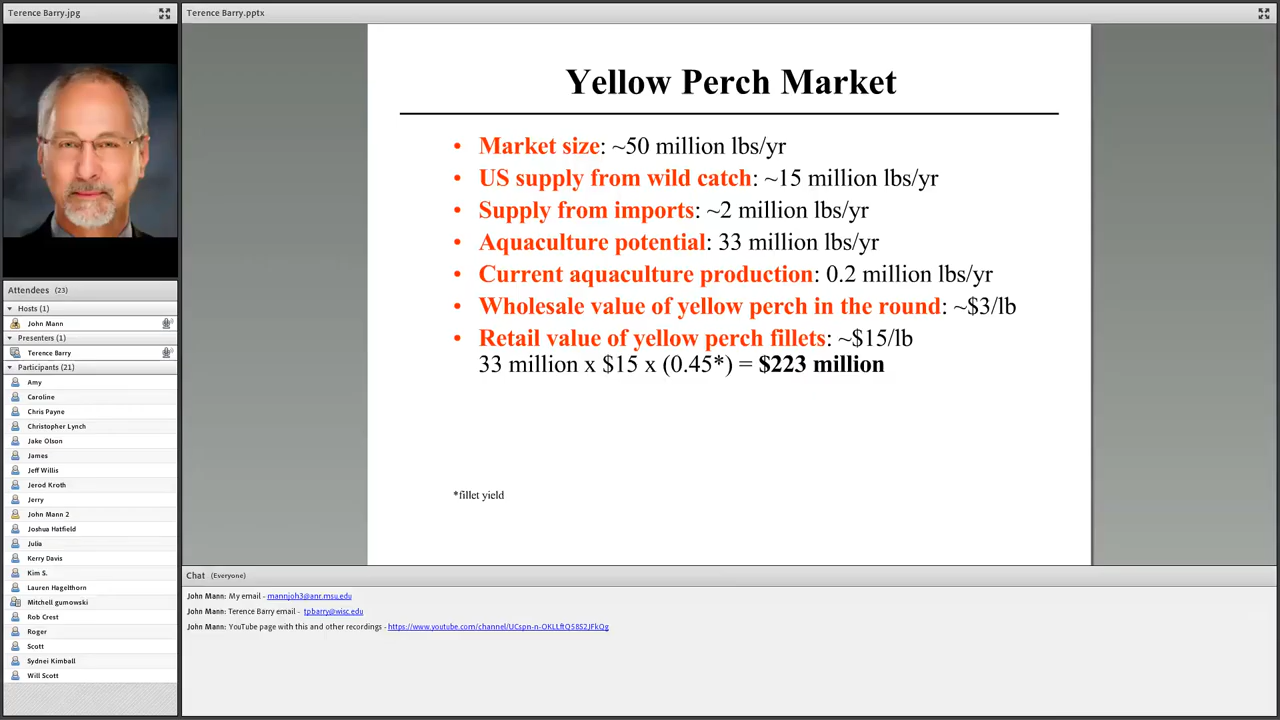 Terence Barry.jpg
Attendees (23)
Hosts (1)
John Mann
Presenters (1)
Terence Barry
Participants (21)
Amy
Caroline
Chris Payne
Christopher Lynch
Jake Olson
James
Jeff Willis
Jerod Kroth
Jerry
John Mann 2
Joshua Hatfield
Julia
Kerry Davis
Kim S.
Lauren Hagelthorn
Mitchell gumowski
Rob Crest
Roger
Scott
Sydnei Kimball
Will Scott
Terence Barry.pptx
Yellow Perch Market
• Market size: ~50 million lbs/yr
• US supply from wild catch: ~15 million lbs/yr
• Supply from imports: ~2 million lbs/yr
• Aquaculture potential: 33 million lbs/yr
• Current aquaculture production: 0.2 million lbs/yr
• Wholesale value of yellow perch in the round: ~$3/lb
• Retail value of yellow perch fillets: ~$15/lb
33 million x $15 x (0.45*) = $223 million
*fillet yield
Chat (Everyone)
John Mann: My email - mannjoh3@anr.msu.edu
John Mann: Terence Barry email - tpbarry@wisc.edu
John Mann: YouTube page with this and other recordings -